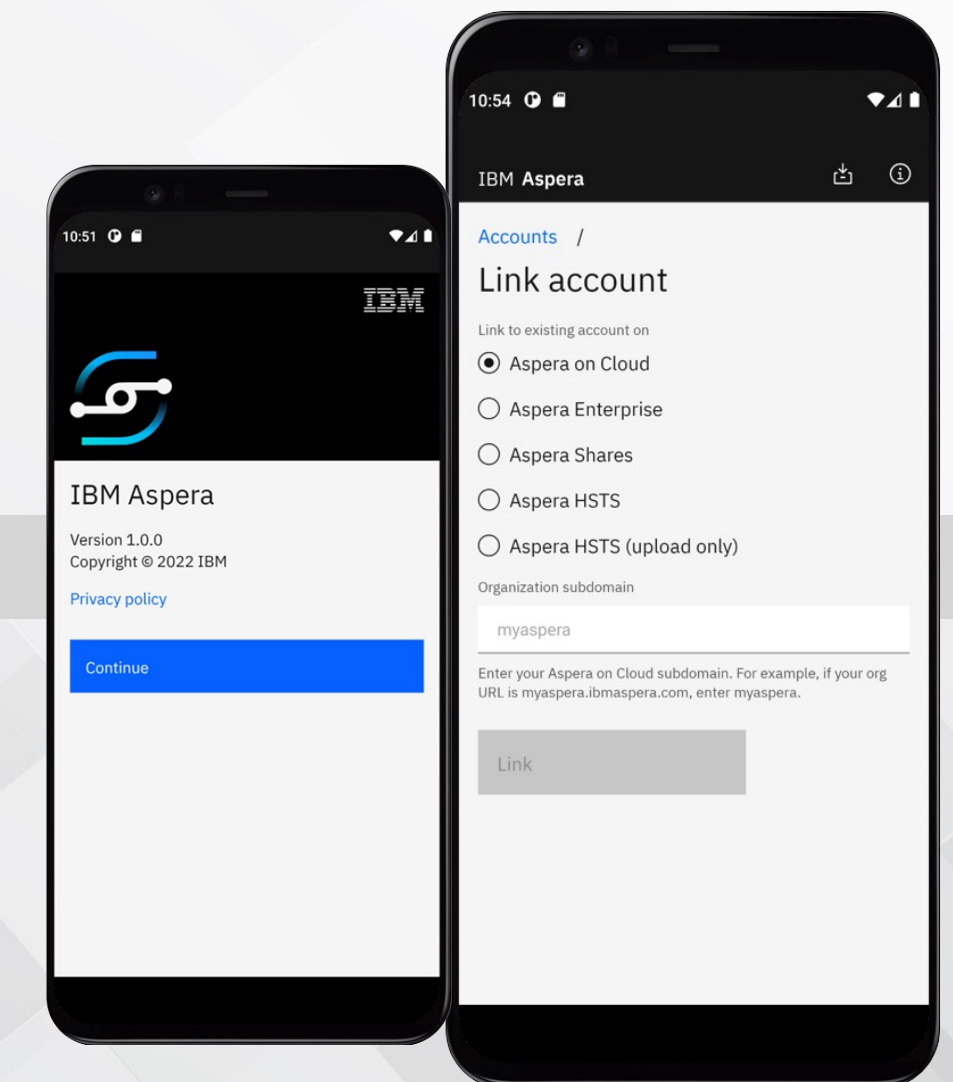 10:51
IBM
IBM Aspera
Version 1.0.0
Copyright © 2022 IBM
Privacy policy
Continue
10:54
IBM Aspera
Accounts /
Link account
Link to existing account on
Aspera on Cloud
Aspera Enterprise
Aspera Shares
Aspera HSTS
Aspera HSTS (upload only)
Organization subdomain
myaspera
Enter your Aspera on Cloud subdomain. For example, if your org
URL is myaspera.ibmaspera.com, enter myaspera.
Link